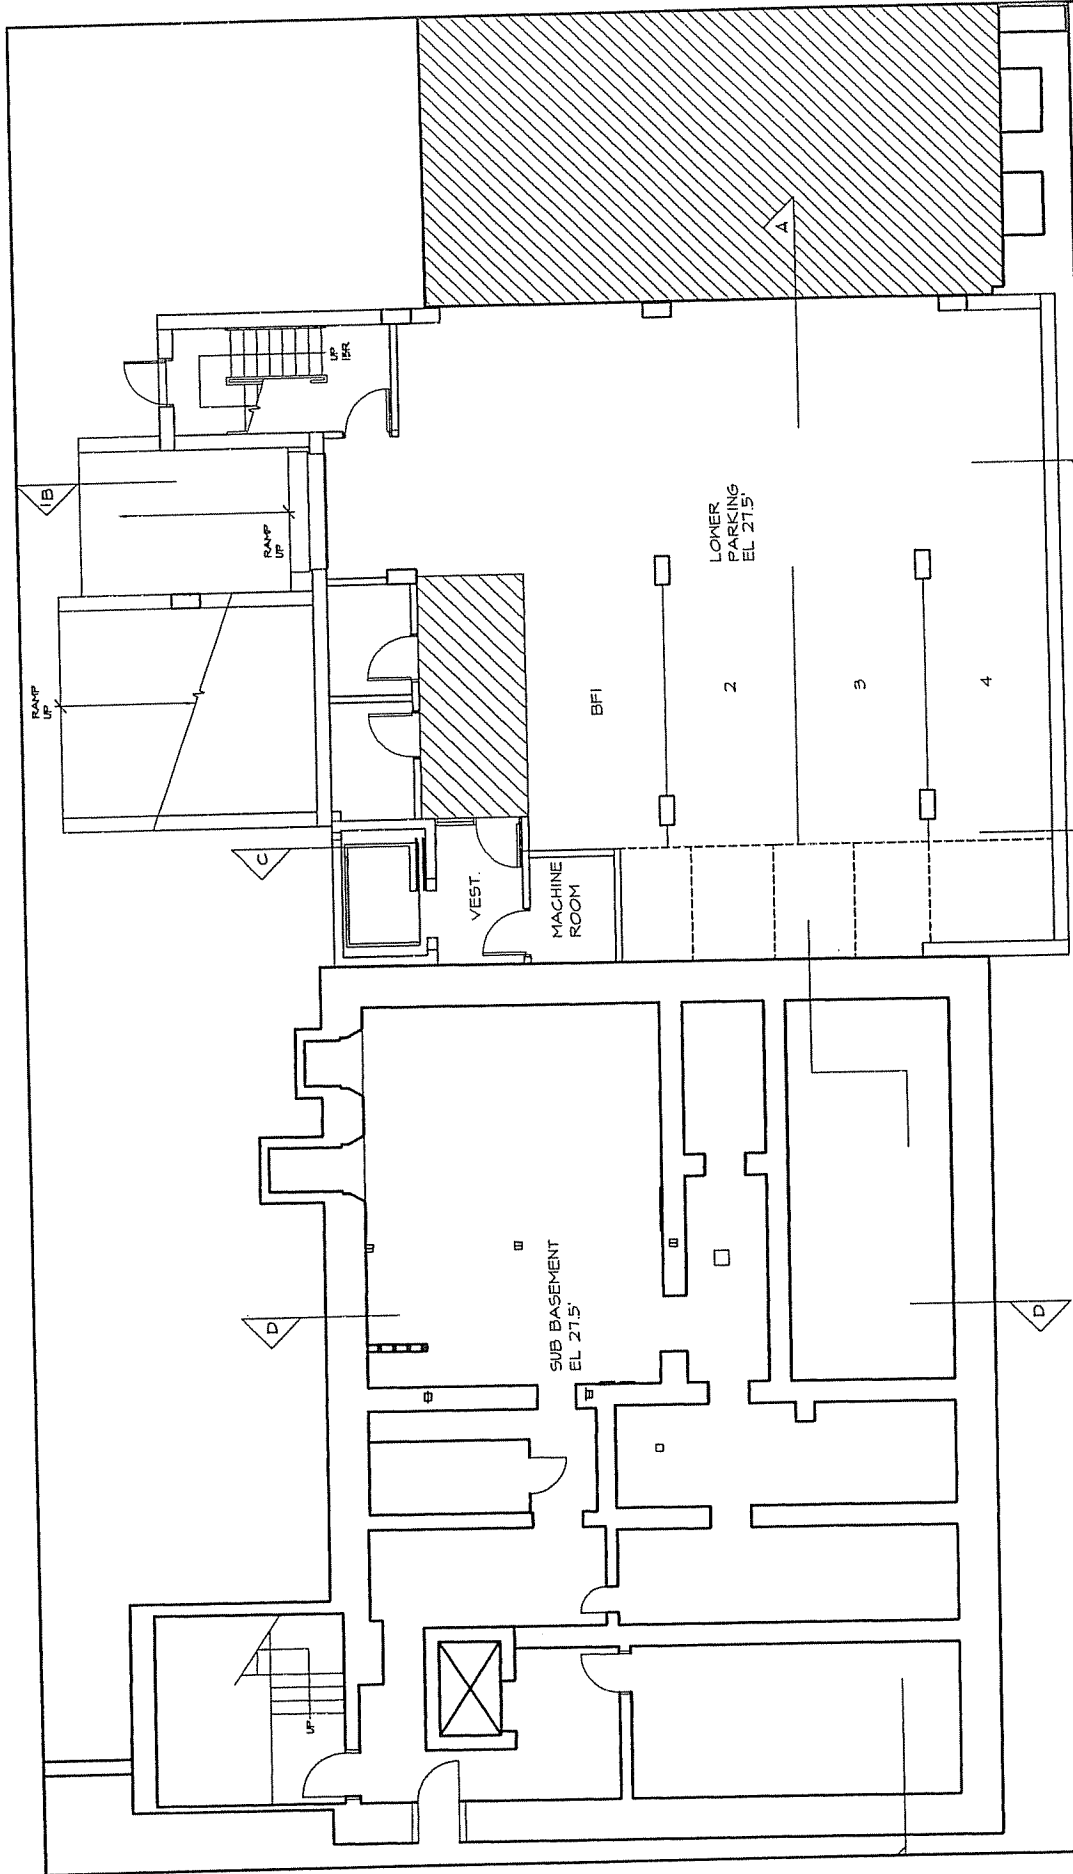 A
UP
15R
1B
RAMP
UP
RAMP
UP
LOWER
PARKING
EL 27.5'
BF1
2
3
4
C
VEST.
MACHINE
ROOM
D
SUB BASEMENT
EL 27.5'
D
UP